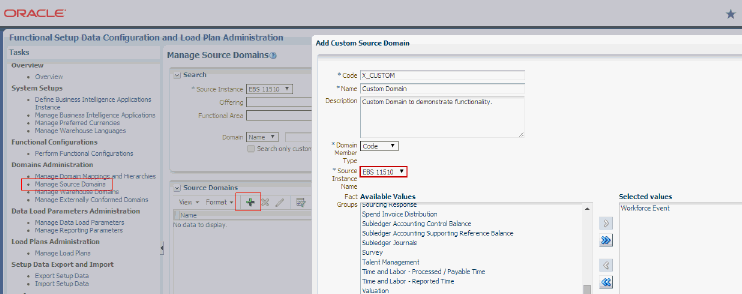 ORACLE
Functional Setup Data Configuration and Load Plan Administration
Tasks
Overview
Overview
System Setups
Define Business Intelligence Applications
Instance
Manage Business Intelligence Applications
Manage Preferred Currencies
Manage Warehouse Languages
Functional Configurations
Perform Functional Configurations
Domains Administration
Manage Domain Mappings and Hierarchies
Manage Source Domains
Manage Warehouse Domains
Manage Externally Conformed Domains
Data Load Parameters Administration
Manage Data Load Parameters
Manage Reporting Parameters
Load Plans Administration
Manage Load Plans
Setup Data Export and Import
Export Setup Data
Import Setup Data
Manage Source Domains
Search
* Source Instance EBS 11510
Offering
Functional Area
Domain Name
Search only custom
Source Domains
View Format
Name
No data to display
Add Custom Source Domain
* Code X_CUSTOM
* Name Custom Domain
Description Custom Domain to demonstrate functionality.
* Domain Code
Member
Type
* Source EBS 11510
Instance
Name
Fact Available Values
Groups
Sourcing Response
Spend Invoice Distribution
Subledger Accounting Control Balance
Subledger Accounting Supporting Reference Balance
Subledger Journals
Survey
Talent Management
Time and Labor - Processed / Payable Time
Time and Labor - Reported Time
Valuation
Selected values
Workforce Event